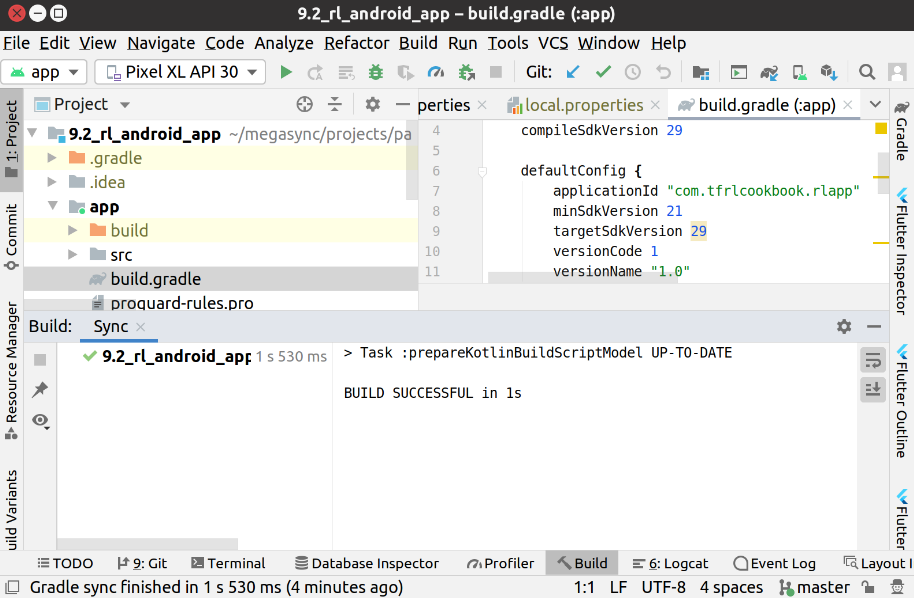 9.2_rl_android_app – build.gradle (:app)
File Edit View Navigate Code Analyze Refactor Build Run Tools VCS Window Help
app Pixel XL API 30 Git:
1: Project
Commit
Resource Manager
uild Variants
Project
9.2_rl_android_app ~/megasync/projects/pa
.gradle
.idea
app
build
src
build.gradle
proguard-rules.pro
perties local.properties build.gradle (:app)
4 compileSdkVersion 29
5
6 defaultConfig {
7 applicationId "com.tfrlcookbook.rlapp"
8 minSdkVersion 21
9 targetSdkVersion 29
10 versionCode 1
11 versionName "1.0"
Gradle
Flutter Inspector
Flutter Outline
Flutter
Build: Sync
9.2_rl_android_app 1 s 530 ms
> Task :prepareKotlinBuildScriptModel UP-TO-DATE
BUILD SUCCESSFUL in 1s
TODO 9: Git Terminal Database Inspector Profiler Build 6: Logcat Event Log Layout I
Gradle sync finished in 1 s 530 ms (4 minutes ago) 1:1 LF UTF-8 4 spaces master